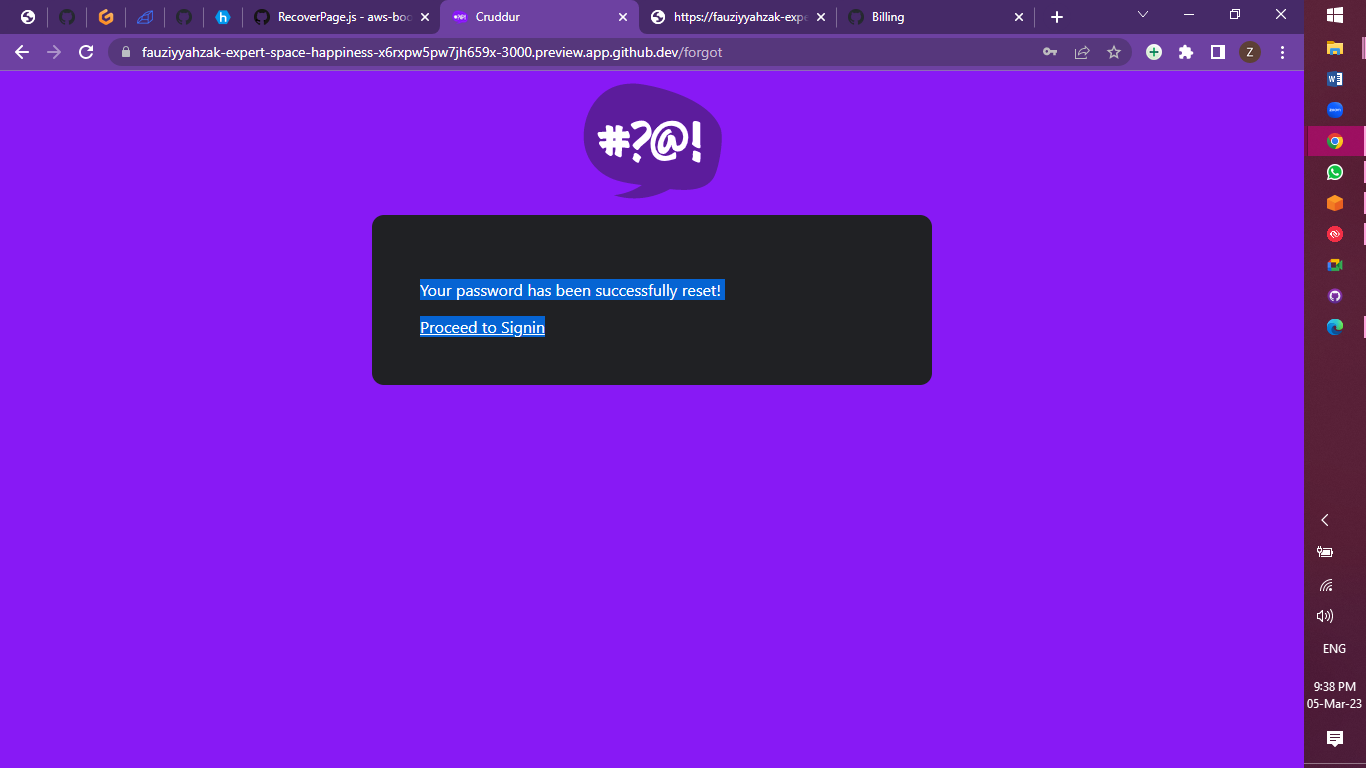 RecoverPage.js - aws-boo
Cruddur
https://fauziyyahzak-expe
Billing
fauziyyahzak-expert-space-happiness-x6rxpw5pw7jh659x-3000.preview.app.github.dev/forgot
Z
#?@!
Your password has been successfully reset!
Proceed to Signin
ENG
9:38 PM
05-Mar-23